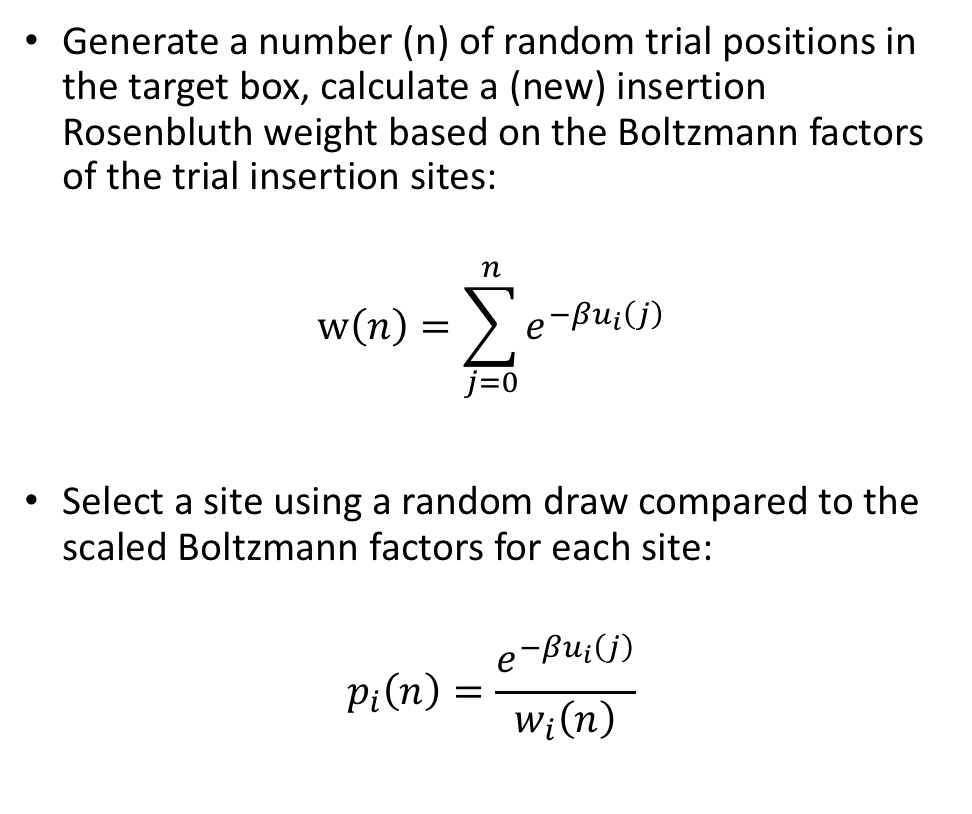 • Generate a number (n) of random trial positions in
the target box, calculate a (new) insertion
Rosenbluth weight based on the Boltzmann factors
of the trial insertion sites:
w(n) = ∑_{j=0}^{n} e^{−βu_i(j)}
• Select a site using a random draw compared to the
scaled Boltzmann factors for each site:
p_i(n) = e^{−βu_i(j)} / w_i(n)